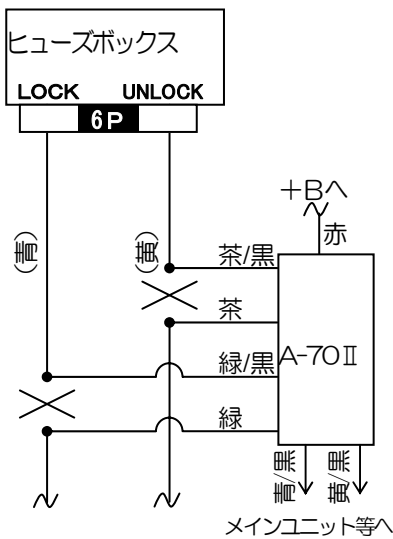 ヒューズボックス
LOCK UNLOCK
6P
+Bへ
赤
(青)
(黄)
茶/黒
茶
A-70Ⅱ
緑/黒
緑
青/黒
黄/黒
メインユニット等へ